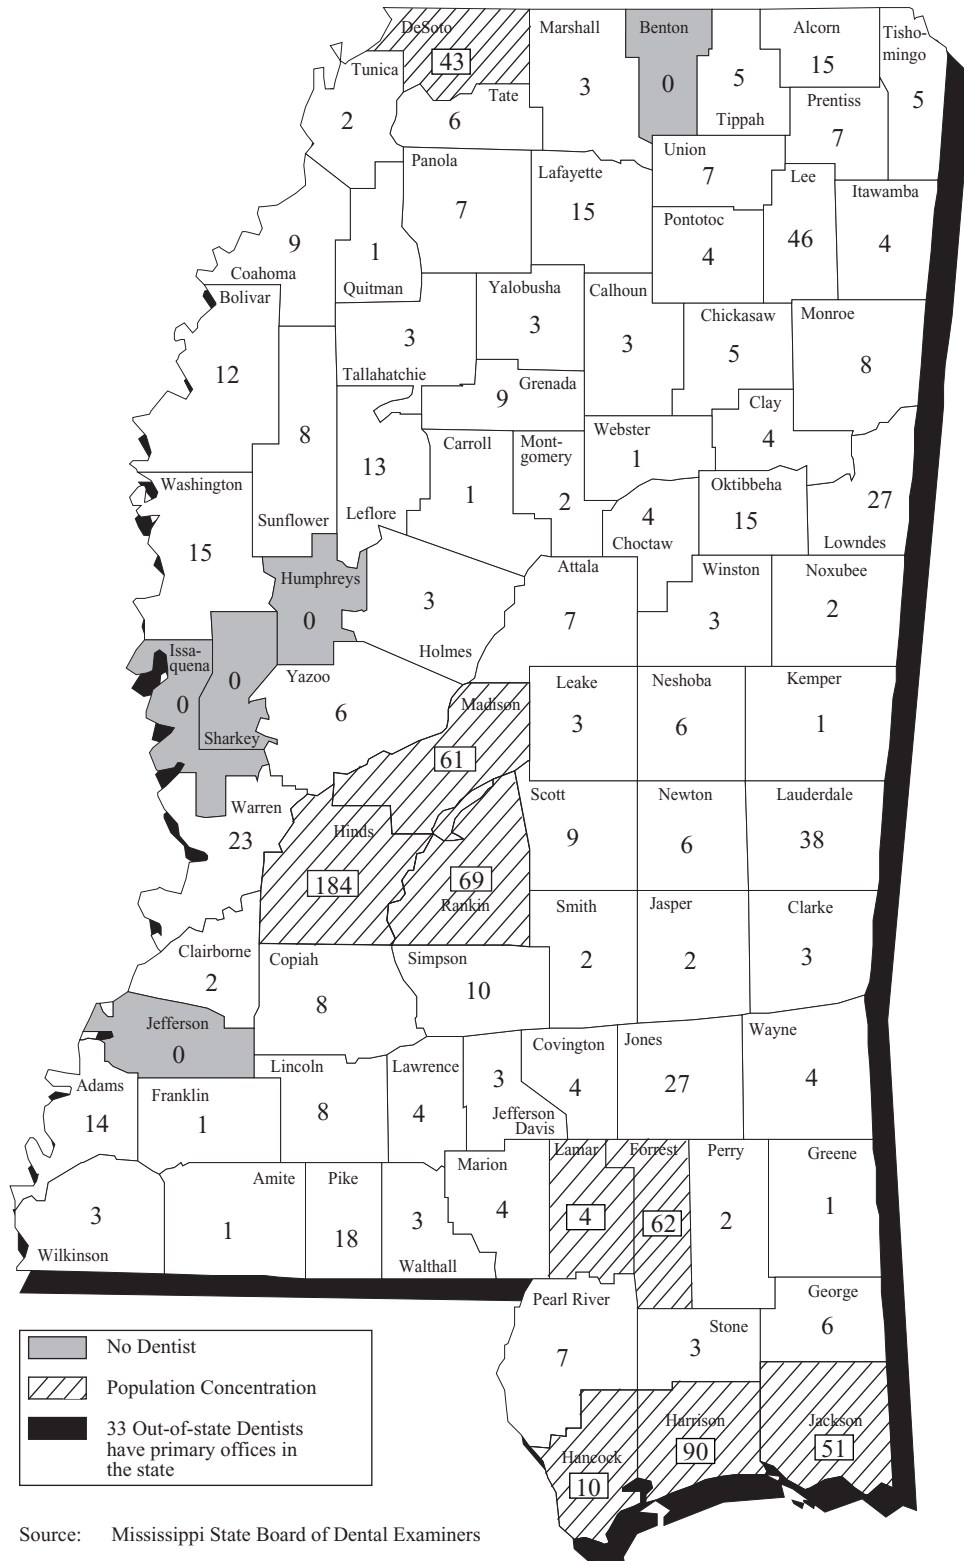 DeSoto
43
Marshall
3
Benton
0
Alcorn
15
Tisho-
mingo
5
Tunica
2
Tate
6
5
Tippah
Prentiss
7
Panola
7
Lafayette
15
Union
7
Lee
46
Itawamba
4
9
Coahoma
1
Quitman
Pontotoc
4
Bolivar
12
3
Tallahatchie
Yalobusha
3
Calhoun
3
Chickasaw
5
Monroe
8
Grenada
9
Clay
4
8
Sunflower
13
Leflore
Carroll
1
Mont-
gomery
2
Webster
1
4
Choctaw
Oktibbeha
15
27
Lowndes
Washington
15
Humphreys
0
3
Holmes
Attala
7
Winston
3
Noxubee
2
Issa-
quena
0
0
Sharkey
Yazoo
6
Madison
61
Leake
3
Neshoba
6
Kemper
1
Warren
23
Hinds
184
69
Rankin
Scott
9
Newton
6
Lauderdale
38
Clairborne
2
Copiah
8
Simpson
10
Smith
2
Jasper
2
Clarke
3
Jefferson
0
Adams
14
Franklin
1
Lincoln
8
Lawrence
4
3
Jefferson
Davis
Covington
4
Jones
27
Wayne
4
3
Wilkinson
Amite
1
Pike
18
3
Walthall
Marion
4
Lamar
4
Forrest
62
Perry
2
Greene
1
Pearl River
7
Stone
3
George
6
Hancock
10
Harrison
90
Jackson
51
No Dentist
Population Concentration
33 Out-of-state Dentists
have primary offices in
the state
Source: Mississippi State Board of Dental Examiners